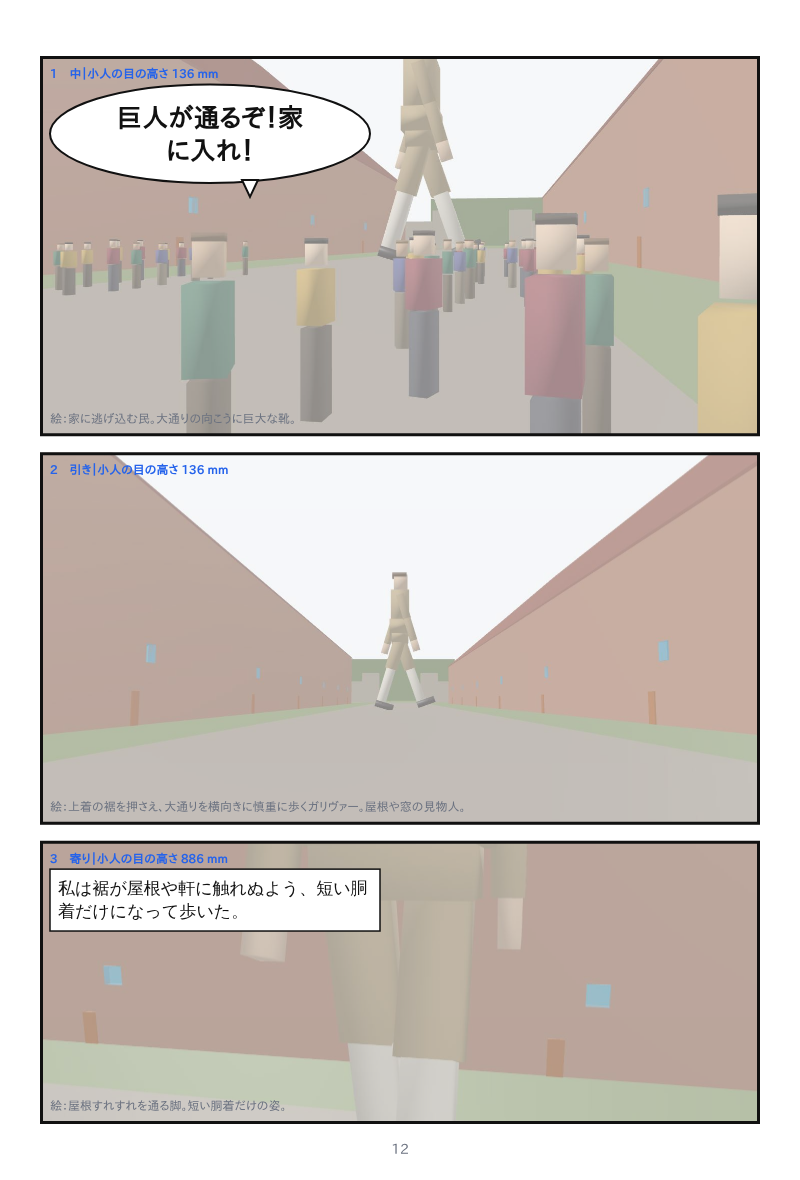 1 中|小人の目の高さ 136 mm
巨人が通るぞ!家
に入れ!
絵:家に逃げ込む民。大通りの向こうに巨大な靴。
2 引き|小人の目の高さ 136 mm
絵:上着の裾を押さえ、大通りを横向きに慎重に歩くガリヴァー。屋根や窓の見物人。
3 寄り|小人の目の高さ 886 mm
私は裾が屋根や軒に触れぬよう、短い胴
着だけになって歩いた。
絵:屋根すれすれを通る脚。短い胴着だけの姿。
12